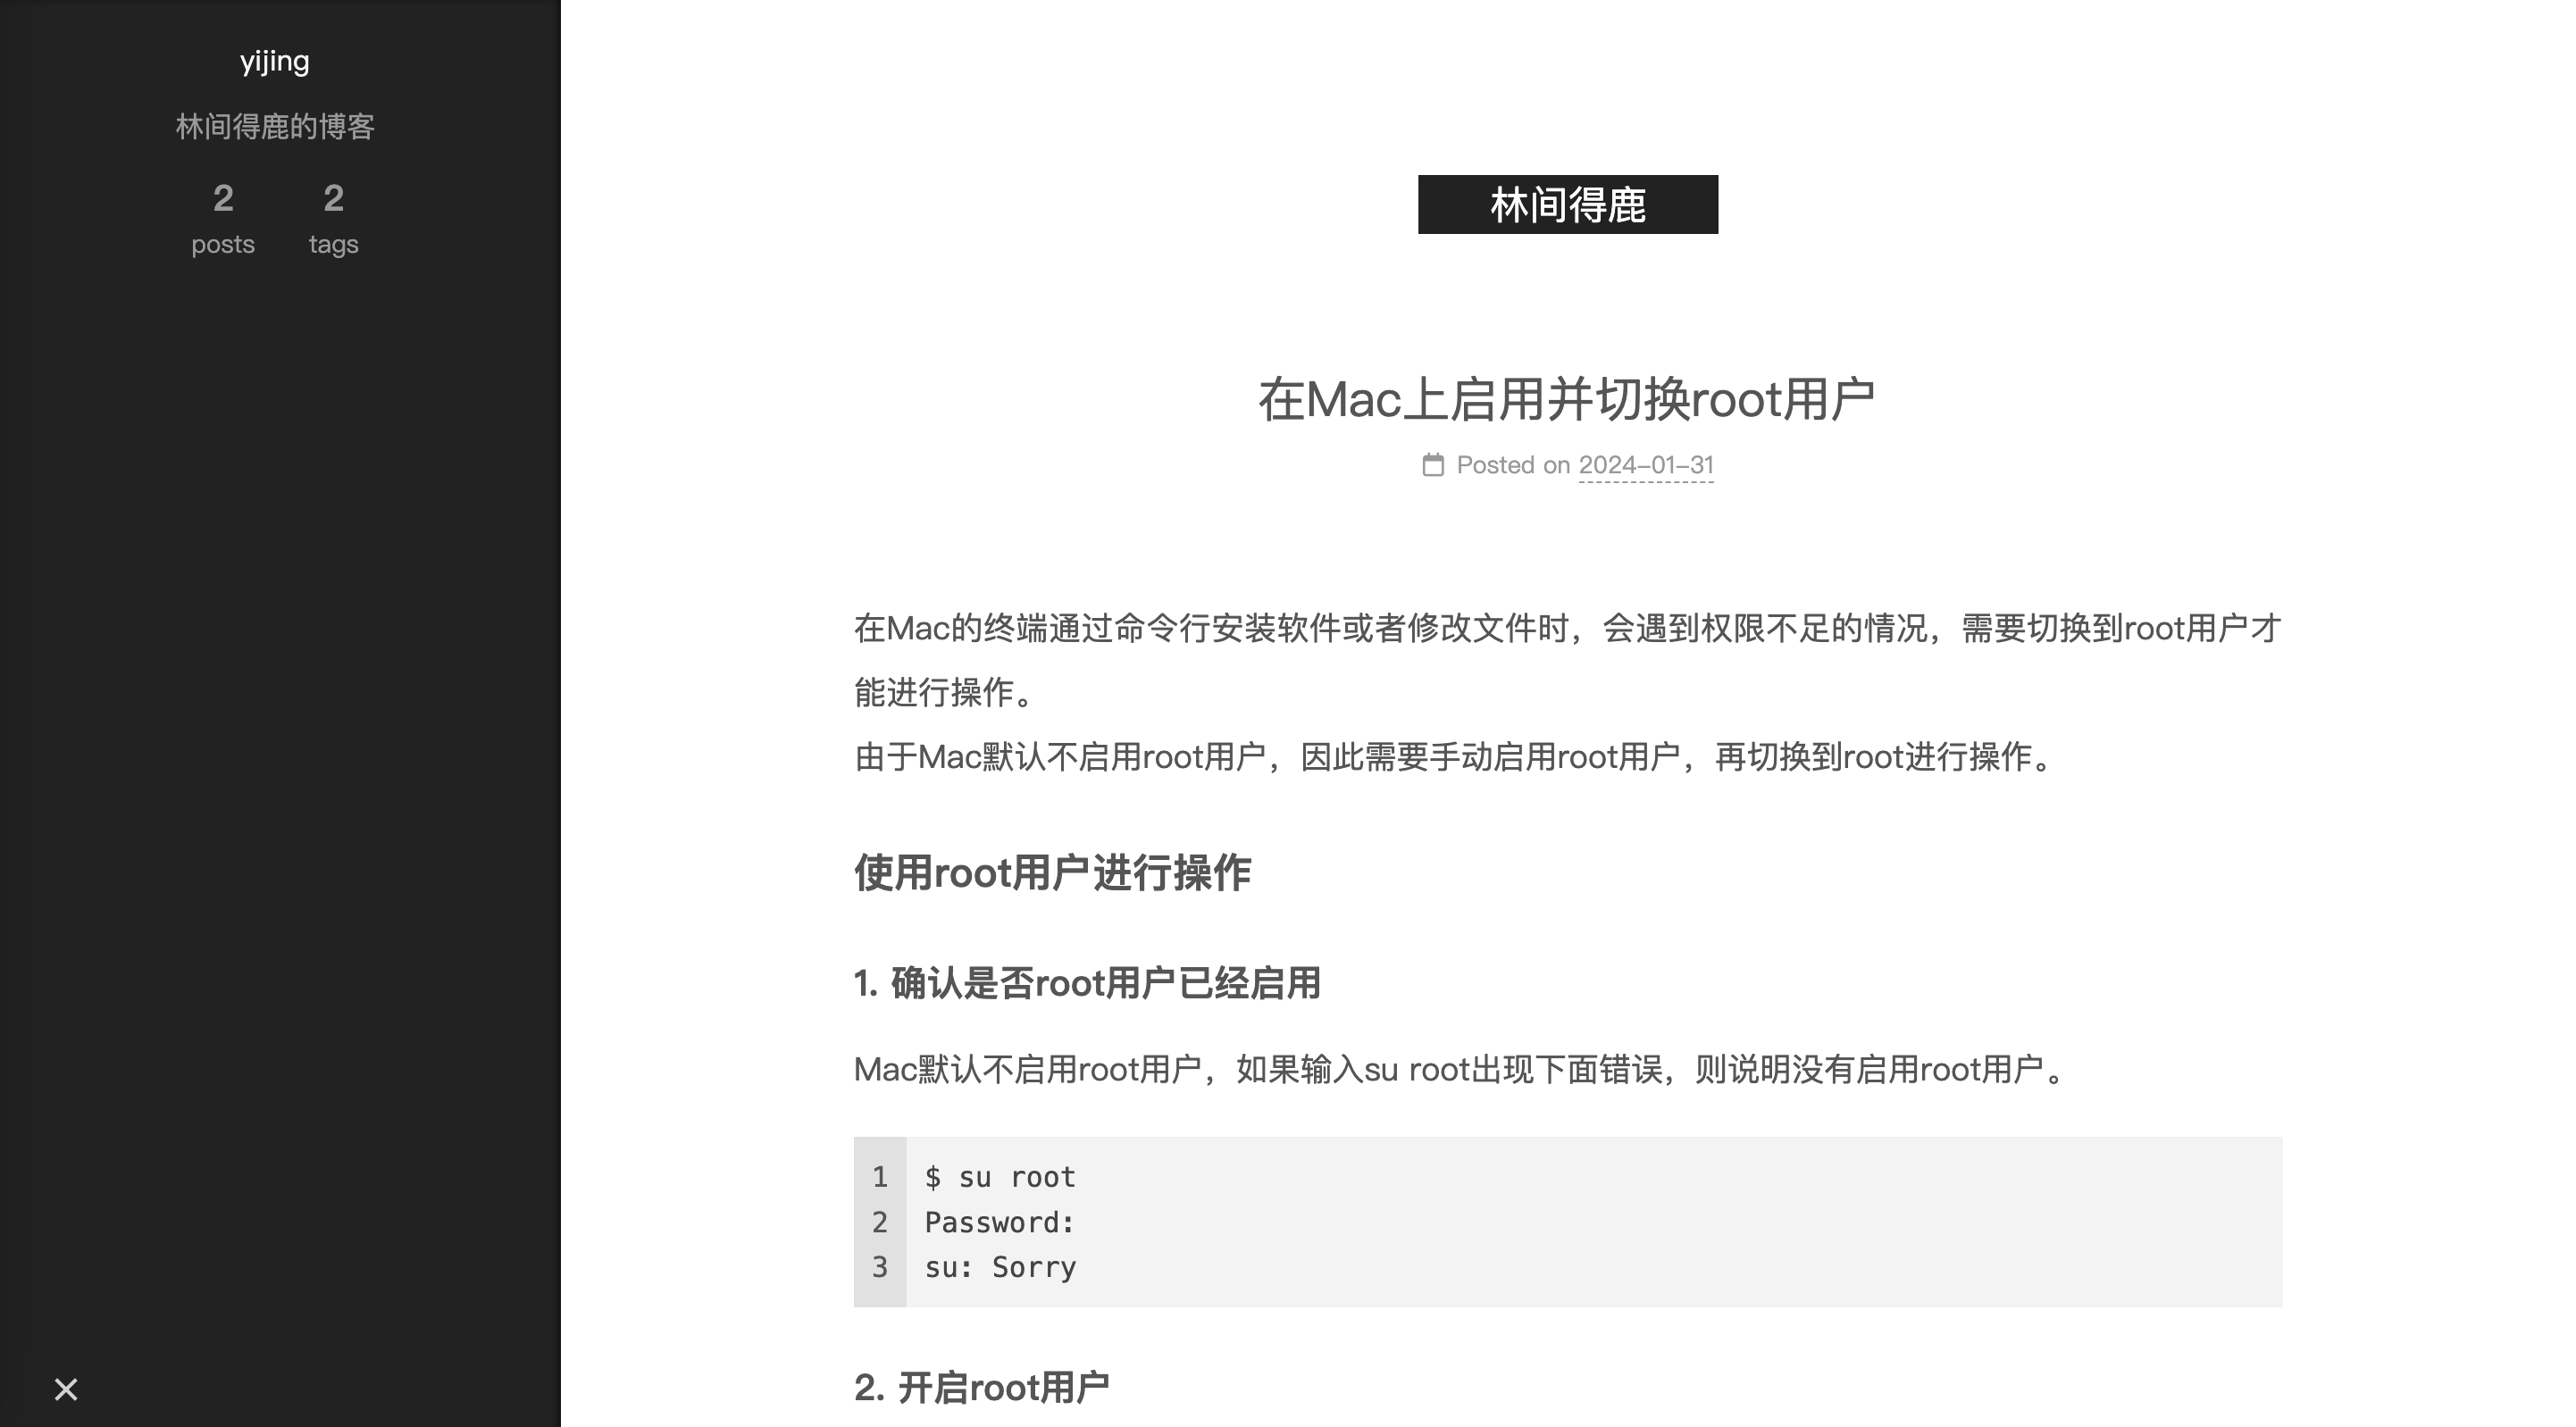 yijing
林间得鹿的博客
2 2
posts tags
林间得鹿
在Mac上启用并切换root用户
Posted on 2024-01-31
在Mac的终端通过命令行安装软件或者修改文件时，会遇到权限不足的情况，需要切换到root用户才
能进行操作。
由于Mac默认不启用root用户，因此需要手动启用root用户，再切换到root进行操作。
使用root用户进行操作
1. 确认是否root用户已经启用
Mac默认不启用root用户，如果输入su root出现下面错误，则说明没有启用root用户。
1 $ su root
2 Password:
3 su: Sorry
2. 开启root用户